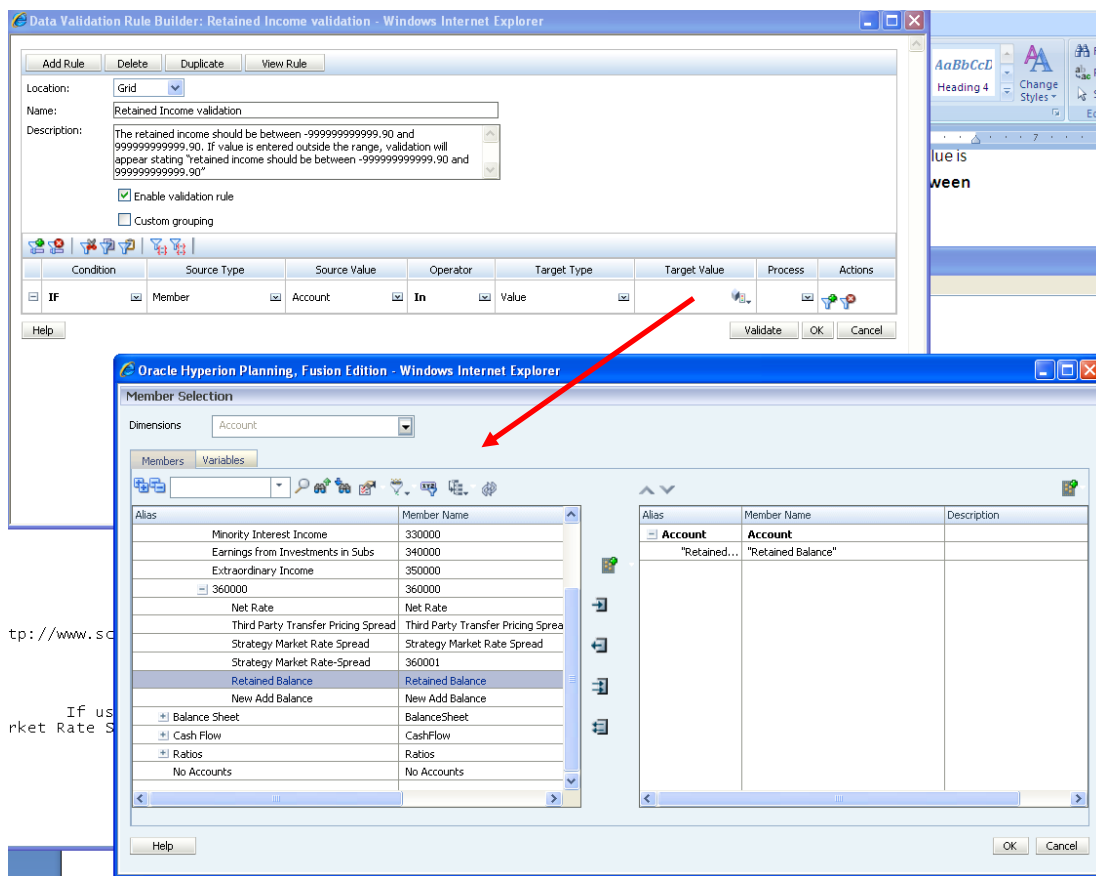 Data Validation Rule Builder: Retained Income validation - Windows Internet Explorer
Add Rule Delete Duplicate View Rule
Location: Grid
Name: Retained Income validation
Description: The retained income should be between -999999999999.90 and
999999999999.90. If value is entered outside the range, validation will
appear stating "retained income should be between -999999999999.90 and
999999999999.90"
Enable validation rule
Custom grouping
Condition Source Type Source Value Operator Target Type Target Value Process Actions
IF Member Account In Value
Help Validate OK Cancel
AaBbCcD
Heading 4
Change
Styles
7
lue is
ween
Oracle Hyperion Planning, Fusion Edition - Windows Internet Explorer
Member Selection
Dimensions Account
Members Variables
Alias Member Name
Minority Interest Income 330000
Earnings from Investments in Subs 340000
Extraordinary Income 350000
360000 360000
Net Rate Net Rate
Third Party Transfer Pricing Spread Third Party Transfer Pricing Sprea
Strategy Market Rate Spread Strategy Market Rate Spread
Strategy Market Rate-Spread 360001
Retained Balance Retained Balance
New Add Balance New Add Balance
Balance Sheet BalanceSheet
Cash Flow CashFlow
Ratios Ratios
No Accounts No Accounts
Alias Member Name Description
Account Account
"Retained... "Retained Balance"
Help OK Cancel
tp://www.sc
If us
rket Rate S